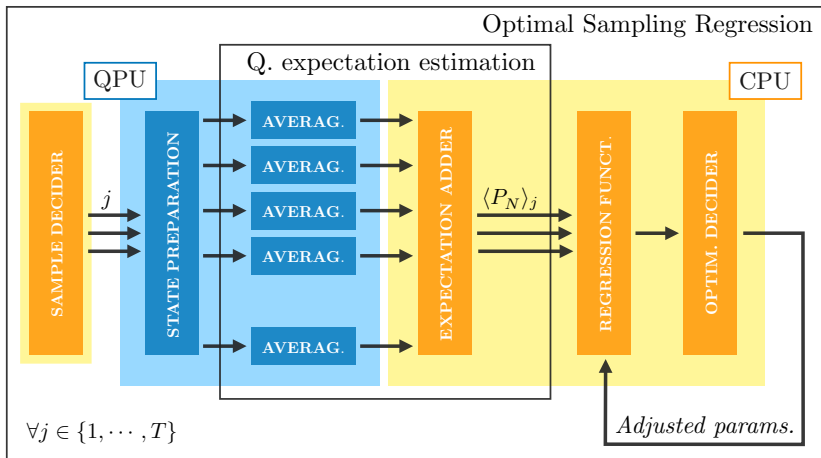 Optimal Sampling Regression
Q. expectation estimation
QPU
CPU
SAMPLE DECIDER
j
STATE PREPARATION
AVERAG.
AVERAG.
AVERAG.
AVERAG.
AVERAG.
EXPECTATION ADDER
⟨P_N⟩_j
REGRESSION FUNCT.
OPTIM. DECIDER
Adjusted params.
∀j ∈ {1, ⋯ , T}